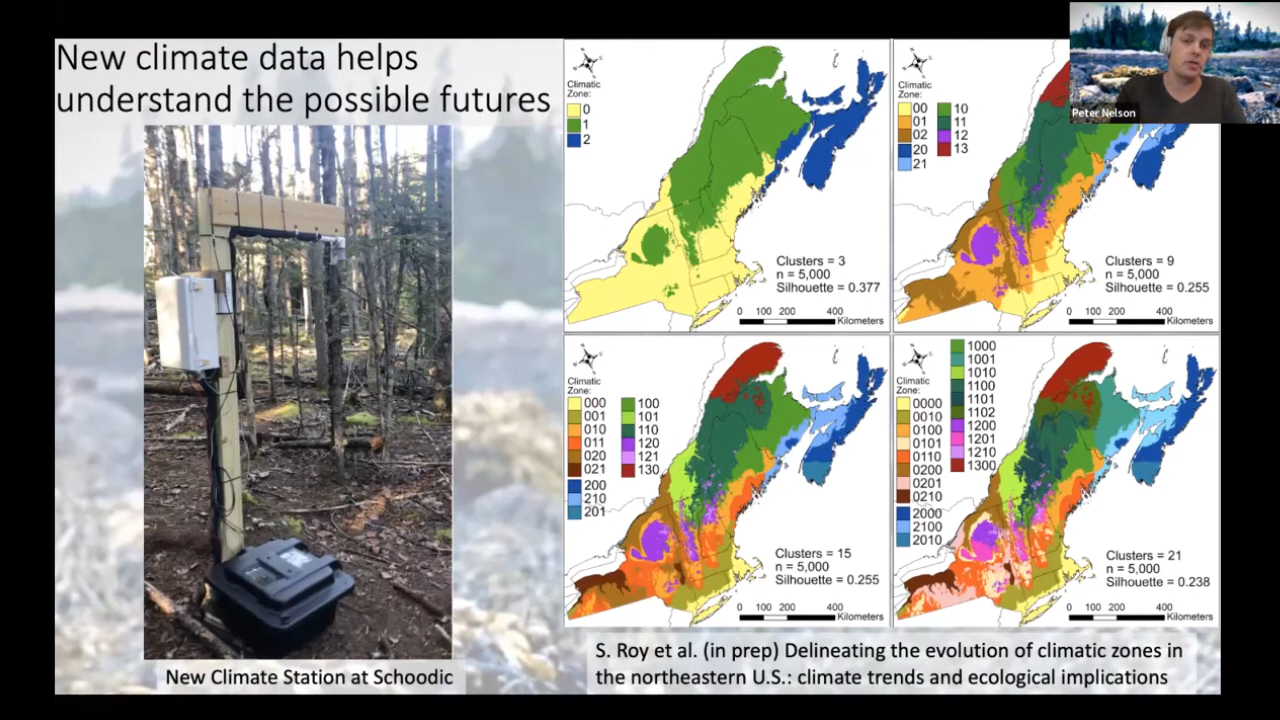 New climate data helps
understand the possible futures
New Climate Station at Schoodic
Climatic
Zone:
0
1
2
Clusters = 3
n = 5,000
Silhouette = 0.377
0 100 200 400
Kilometers
Climatic
Zone:
00 10
01 11
02 12
20 13
21
Clusters = 9
n = 5,000
Silhouette = 0.255
0 100 200 400
Kilometers
Peter Nelson
Climatic
Zone:
000 100
001 101
010 110
011 120
020 121
021 130
200
210
201
Clusters = 15
n = 5,000
Silhouette = 0.255
0 100 200 400
Kilometers
Climatic
Zone:
0000
0010
0100
0101
0110
0200
0201
0210
2000
2100
2010
1000
1001
1010
1100
1101
1102
1200
1201
1210
1300
Clusters = 21
n = 5,000
Silhouette = 0.238
0 100 200 400
Kilometers
S. Roy et al. (in prep) Delineating the evolution of climatic zones in
the northeastern U.S.: climate trends and ecological implications